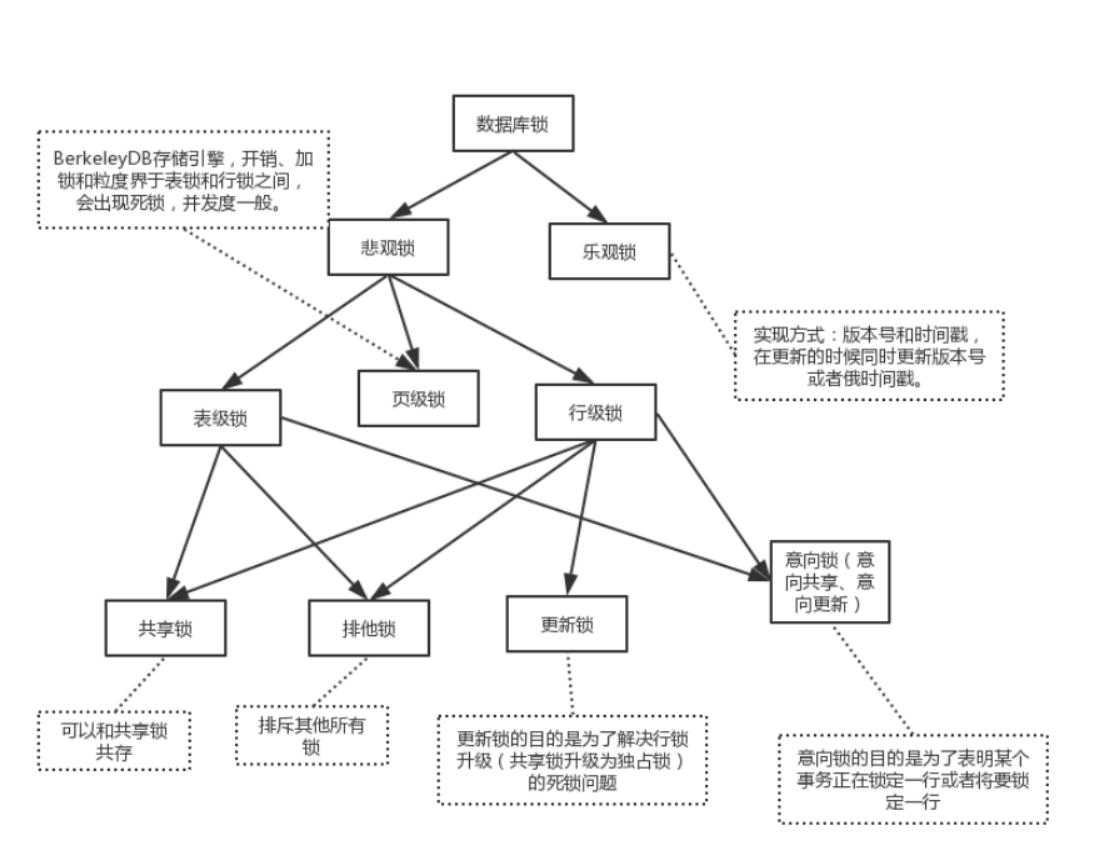 数据库锁
BerkeleyDB存储引擎，开销、加
锁和粒度界于表锁和行锁之间，
会出现死锁，并发度一般。
悲观锁
乐观锁
实现方式：版本号和时间戳，
在更新的时候同时更新版本号
或者俄时间戳。
表级锁
页级锁
行级锁
意向锁（意
向共享、意
向更新）
共享锁
排他锁
更新锁
可以和共享锁
共存
排斥其他所有
锁
更新锁的目的是为了解决行锁
升级（共享锁升级为独占锁）
的死锁问题
意向锁的目的是为了表明某个
事务正在锁定一行或者将要锁
定一行